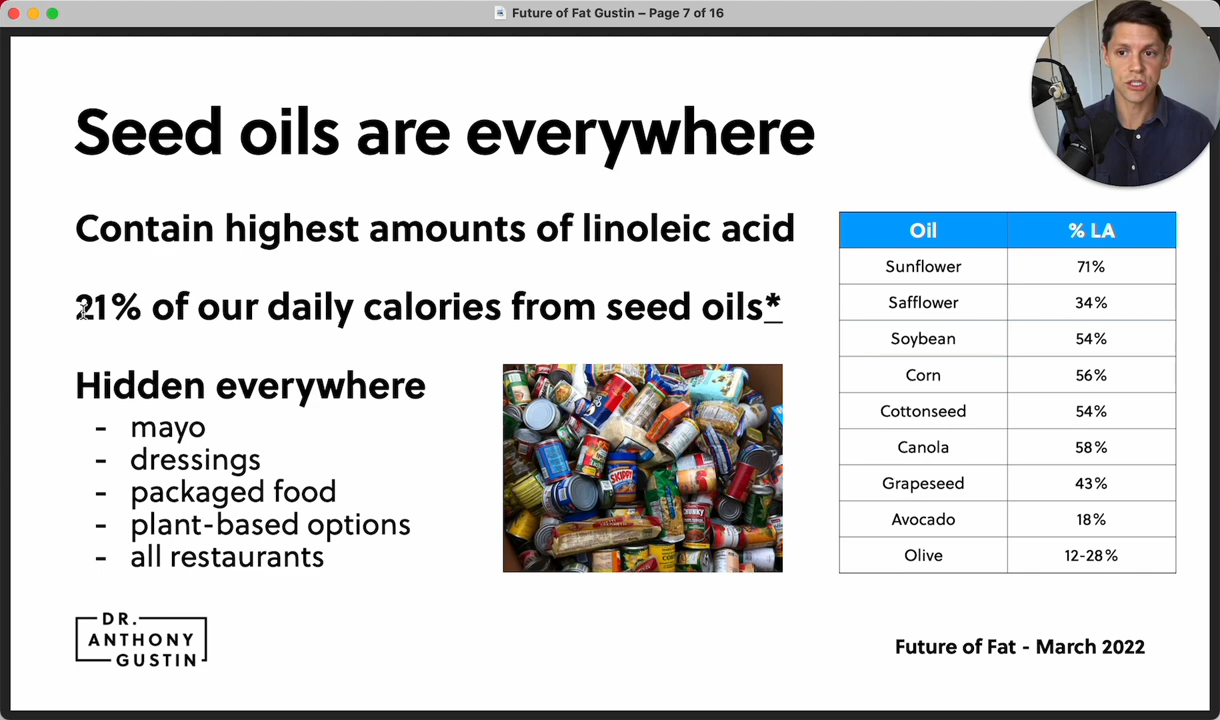 Future of Fat Gustin – Page 7 of 16
Seed oils are everywhere
Contain highest amounts of linoleic acid
21% of our daily calories from seed oils*
Hidden everywhere
- mayo
- dressings
- packaged food
- plant-based options
- all restaurants
SKIPPY
CHUNKY
Oil % LA
Sunflower 71%
Safflower 34%
Soybean 54%
Corn 56%
Cottonseed 54%
Canola 58%
Grapeseed 43%
Avocado 18%
Olive 12-28%
DR.
ANTHONY
GUSTIN
Future of Fat - March 2022